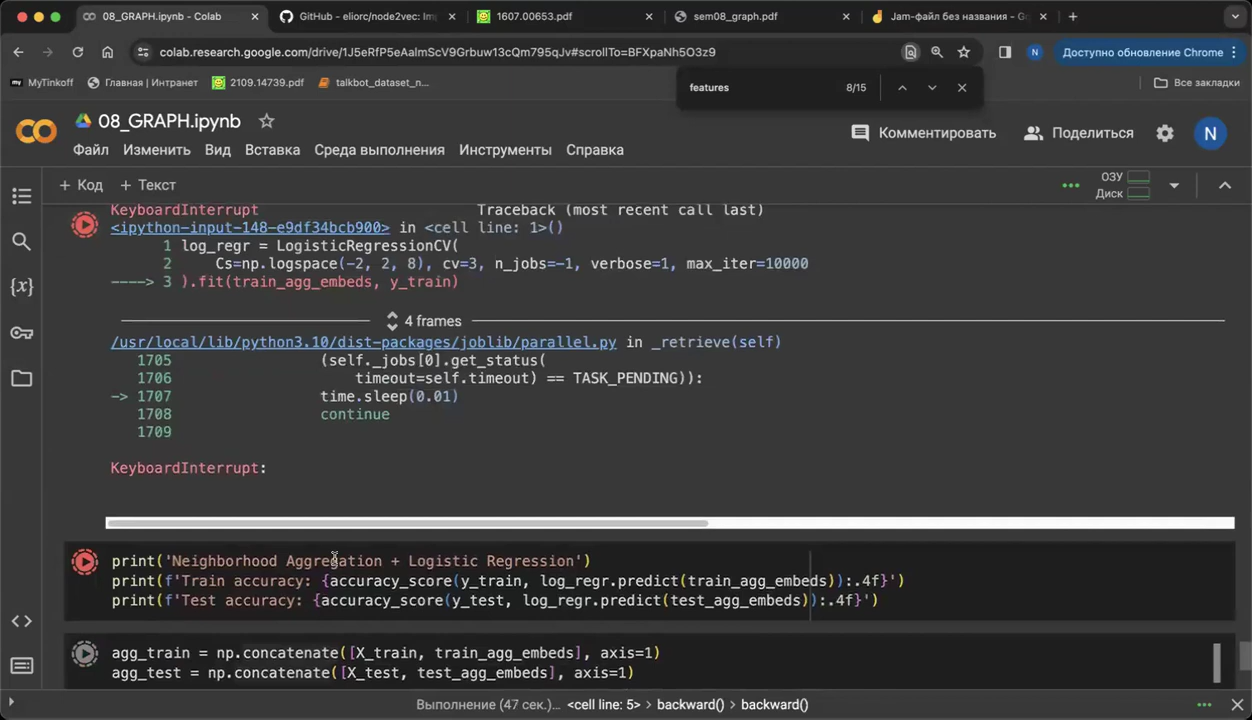 08_GRAPH.ipynb - Colab
GitHub - eliorc/node2vec: Im
1607.00653.pdf
sem08_graph.pdf
Jam-файл без названия - G
colab.research.google.com/drive/1J5eRfP5eAalmScV9Grbuw13cQm795qJv#scrollTo=BFXpaNh5O3z9
N
Доступно обновление Chrome
my MyTinkoff
Главная | Интранет
2109.14739.pdf
talkbot_dataset_n...
Все закладки
features
8/15
08_GRAPH.ipynb
Комментировать
Поделиться
N
Файл Изменить Вид Вставка Среда выполнения Инструменты Справка
+ Код + Текст
ОЗУ
Диск
KeyboardInterrupt Traceback (most recent call last)
<ipython-input-148-e9df34bcb900> in <cell line: 1>()
1 log_regr = LogisticRegressionCV(
2 Cs=np.logspace(-2, 2, 8), cv=3, n_jobs=-1, verbose=1, max_iter=10000
----> 3 ).fit(train_agg_embeds, y_train)
4 frames
/usr/local/lib/python3.10/dist-packages/joblib/parallel.py in _retrieve(self)
1705 (self._jobs[0].get_status(
1706 timeout=self.timeout) == TASK_PENDING)):
-> 1707 time.sleep(0.01)
1708 continue
1709
KeyboardInterrupt:
print('Neighborhood Aggregation + Logistic Regression')
print(f'Train accuracy: {accuracy_score(y_train, log_regr.predict(train_agg_embeds)):.4f}')
print(f'Test accuracy: {accuracy_score(y_test, log_regr.predict(test_agg_embeds)):.4f}')
agg_train = np.concatenate([X_train, train_agg_embeds], axis=1)
agg_test = np.concatenate([X_test, test_agg_embeds], axis=1)
Выполнение (47 сек.)... <cell line: 5> > backward() > backward()